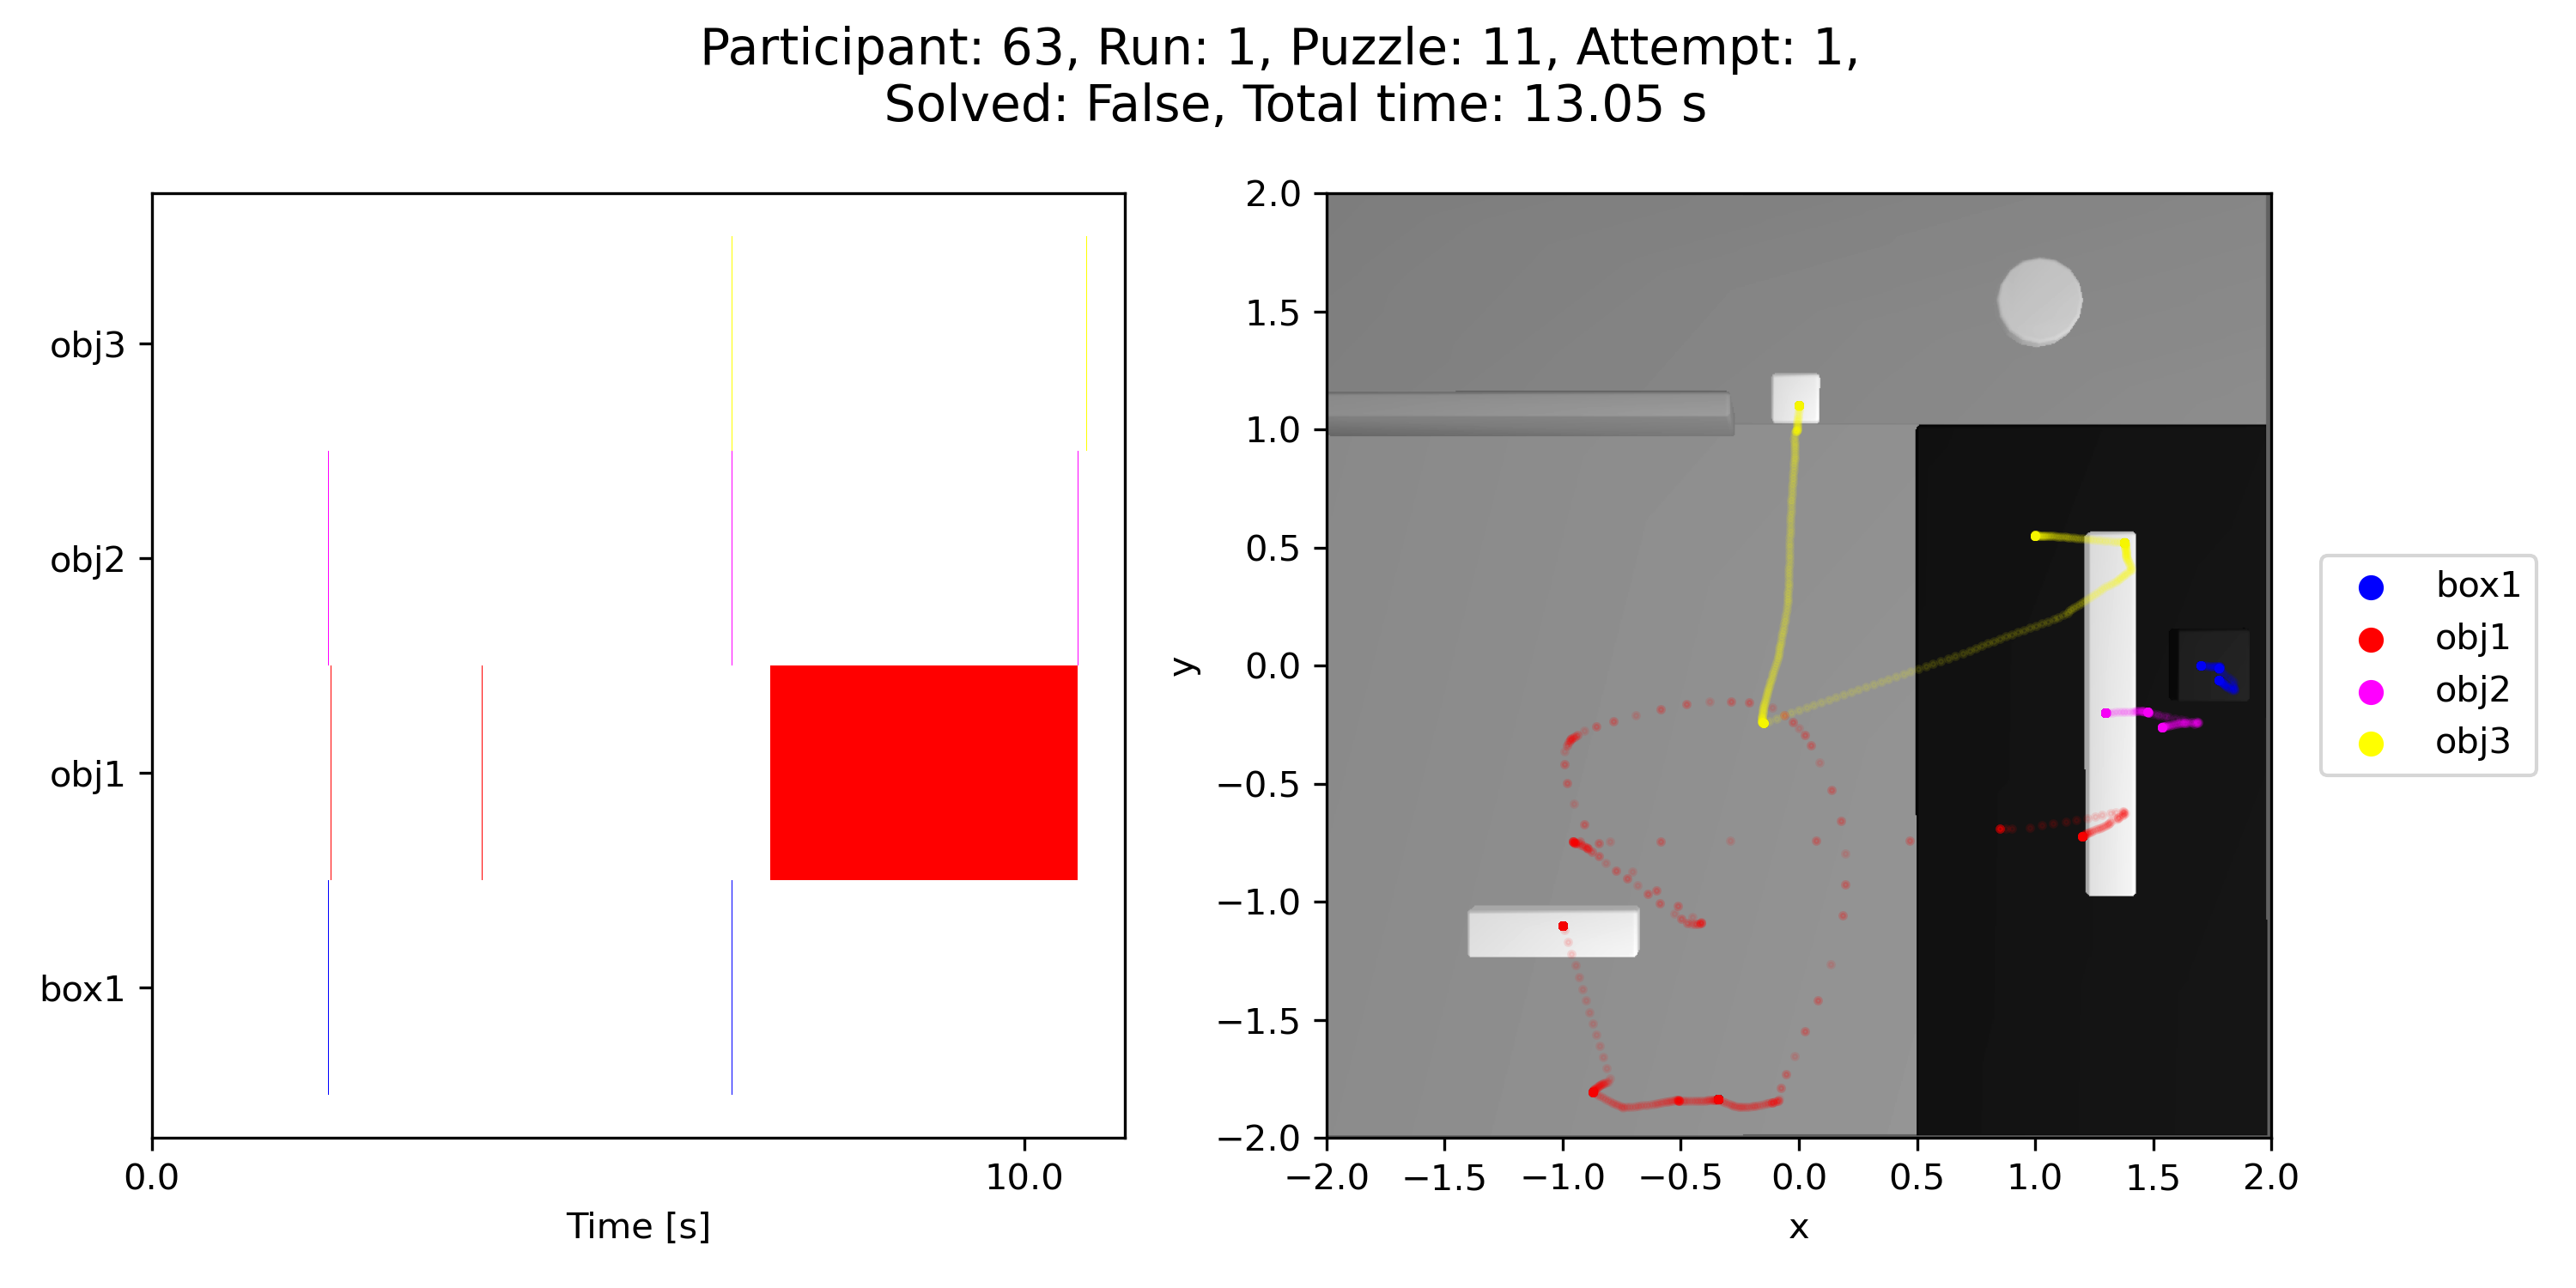 Participant: 63, Run: 1, Puzzle: 11, Attempt: 1,
Solved: False, Total time: 13.05 s
obj3
obj2
obj1
box1
0.0
10.0
Time [s]
2.0
1.5
1.0
0.5
0.0
−0.5
−1.0
−1.5
−2.0
y
−2.0
−1.5
−1.0
−0.5
0.0
0.5
1.0
1.5
2.0
x
box1
obj1
obj2
obj3